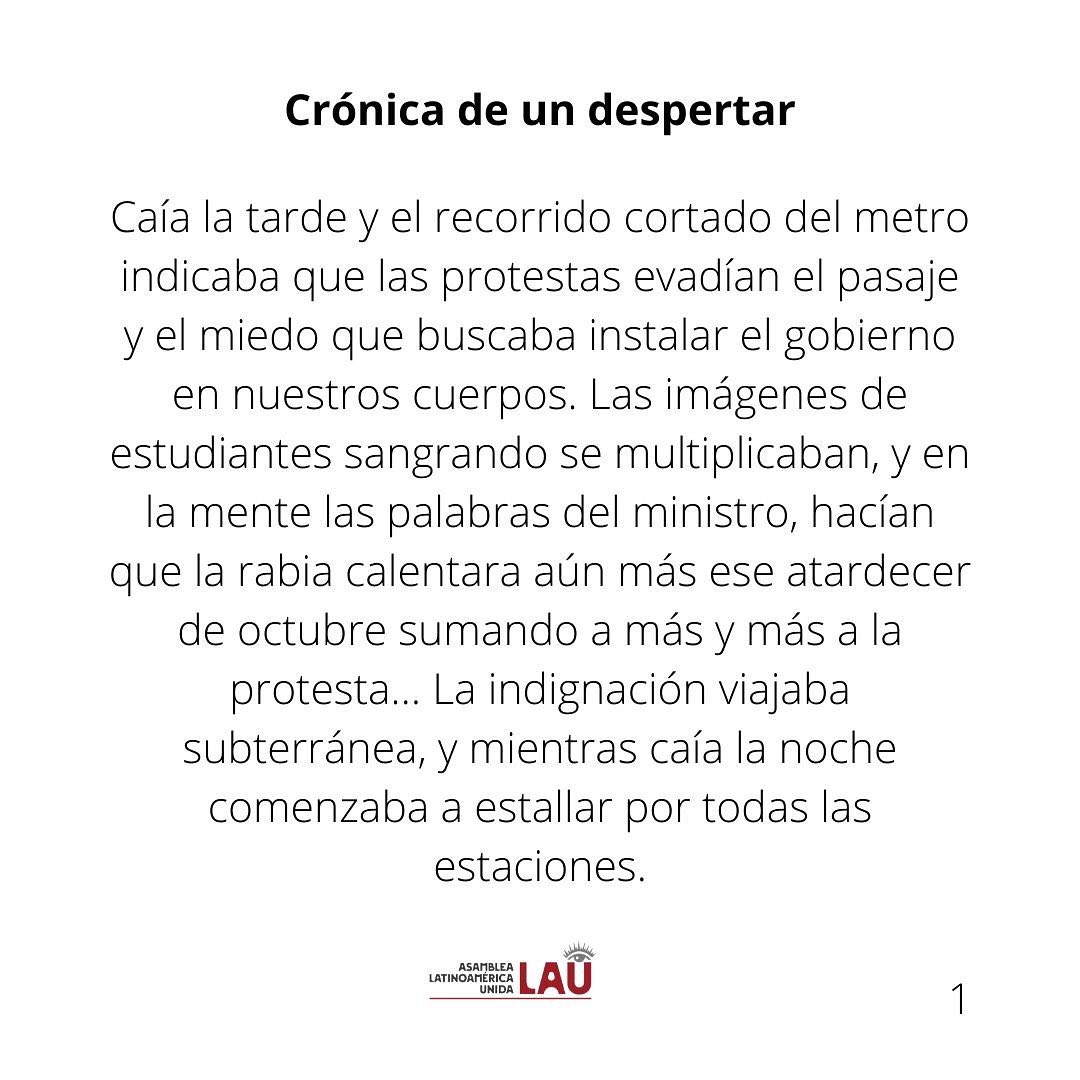 Crónica de un despertar
Caía la tarde y el recorrido cortado del metro
indicaba que las protestas evadían el pasaje
y el miedo que buscaba instalar el gobierno
en nuestros cuerpos. Las imágenes de
estudiantes sangrando se multiplicaban, y en
la mente las palabras del ministro, hacían
que la rabia calentara aún más ese atardecer
de octubre sumando a más y más a la
protesta... La indignación viajaba
subterránea, y mientras caía la noche
comenzaba a estallar por todas las
estaciones.
ASAMBLEA
LATINOAMÉRICA
UNIDA
LAU
1